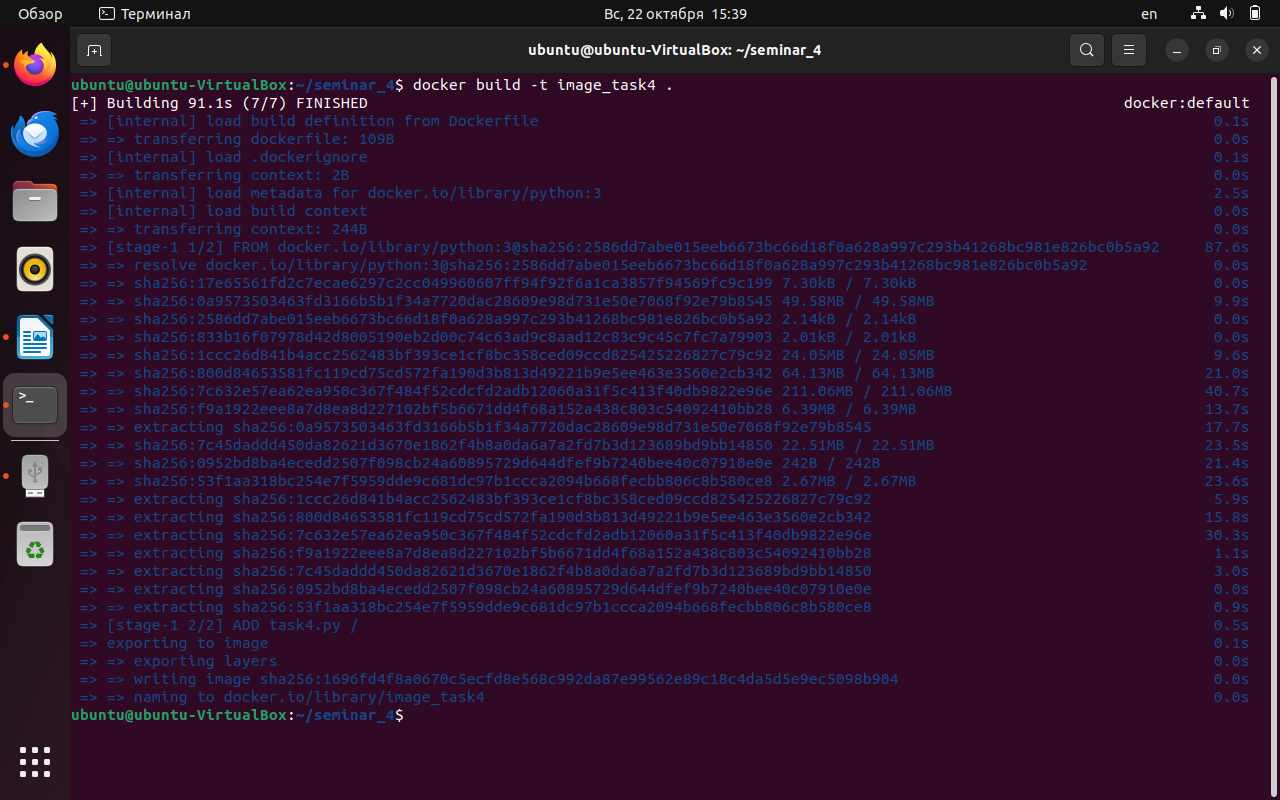 Обзор
Терминал
Вс, 22 октября 15:39
en
ubuntu@ubuntu-VirtualBox: ~/seminar_4
ubuntu@ubuntu-VirtualBox:~/seminar_4$ docker build -t image_task4 .
[+] Building 91.1s (7/7) FINISHED docker:default
=> [internal] load build definition from Dockerfile 0.1s
=> => transferring dockerfile: 109B 0.0s
=> [internal] load .dockerignore 0.1s
=> => transferring context: 2B 0.0s
=> [internal] load metadata for docker.io/library/python:3 2.5s
=> [internal] load build context 0.0s
=> => transferring context: 244B 0.0s
=> [stage-1 1/2] FROM docker.io/library/python:3@sha256:2586dd7abe015eeb6673bc66d18f0a628a997c293b41268bc981e826bc0b5a92 87.6s
=> => resolve docker.io/library/python:3@sha256:2586dd7abe015eeb6673bc66d18f0a628a997c293b41268bc981e826bc0b5a92 0.0s
=> => sha256:17e65561fd2c7ecae6297c2cc049960607ff94f92f6a1ca3857f94569fc9c199 7.30kB / 7.30kB 0.0s
=> => sha256:0a9573503463fd3166b5b1f34a7720dac28609e98d731e50e7068f92e79b8545 49.58MB / 49.58MB 9.9s
=> => sha256:2586dd7abe015eeb6673bc66d18f0a628a997c293b41268bc981e826bc0b5a92 2.14kB / 2.14kB 0.0s
=> => sha256:833b16f07978d42d8005190eb2d00c74c63ad9c8aad12c83c9c45c7fc7a79903 2.01kB / 2.01kB 0.0s
=> => sha256:1ccc26d841b4acc2562483bf393ce1cf8bc358ced09ccd825425226827c79c92 24.05MB / 24.05MB 9.6s
=> => sha256:800d84653581fc119cd75cd572fa190d3b813d49221b9e5ee463e3560e2cb342 64.13MB / 64.13MB 21.0s
=> => sha256:7c632e57ea62ea950c367f484f52cdcfd2adb12060a31f5c413f40db9822e96e 211.06MB / 211.06MB 40.7s
=> => sha256:f9a1922eee8a7d8ea8d227102bf5b6671dd4f68a152a438c803c54092410bb28 6.39MB / 6.39MB 13.7s
=> => extracting sha256:0a9573503463fd3166b5b1f34a7720dac28609e98d731e50e7068f92e79b8545 17.7s
=> => sha256:7c45daddd450da82621d3670e1862f4b8a0da6a7a2fd7b3d123689bd9bb14850 22.51MB / 22.51MB 23.5s
=> => sha256:0952bd8ba4ecedd2507f098cb24a60895729d644dfef9b7240bee40c07910e0e 242B / 242B 21.4s
=> => sha256:53f1aa318bc254e7f5959dde9c681dc97b1ccca2094b668fecbb806c8b580ce8 2.67MB / 2.67MB 23.6s
=> => extracting sha256:1ccc26d841b4acc2562483bf393ce1cf8bc358ced09ccd825425226827c79c92 5.9s
=> => extracting sha256:800d84653581fc119cd75cd572fa190d3b813d49221b9e5ee463e3560e2cb342 15.8s
=> => extracting sha256:7c632e57ea62ea950c367f484f52cdcfd2adb12060a31f5c413f40db9822e96e 30.3s
=> => extracting sha256:f9a1922eee8a7d8ea8d227102bf5b6671dd4f68a152a438c803c54092410bb28 1.1s
=> => extracting sha256:7c45daddd450da82621d3670e1862f4b8a0da6a7a2fd7b3d123689bd9bb14850 3.0s
=> => extracting sha256:0952bd8ba4ecedd2507f098cb24a60895729d644dfef9b7240bee40c07910e0e 0.0s
=> => extracting sha256:53f1aa318bc254e7f5959dde9c681dc97b1ccca2094b668fecbb806c8b580ce8 0.9s
=> [stage-1 2/2] ADD task4.py / 0.5s
=> exporting to image 0.1s
=> => exporting layers 0.0s
=> => writing image sha256:1696fd4f8a0670c5ecfd8e568c992da87e99562e89c18c4da5d5e9ec5098b904 0.0s
=> => naming to docker.io/library/image_task4 0.0s
ubuntu@ubuntu-VirtualBox:~/seminar_4$